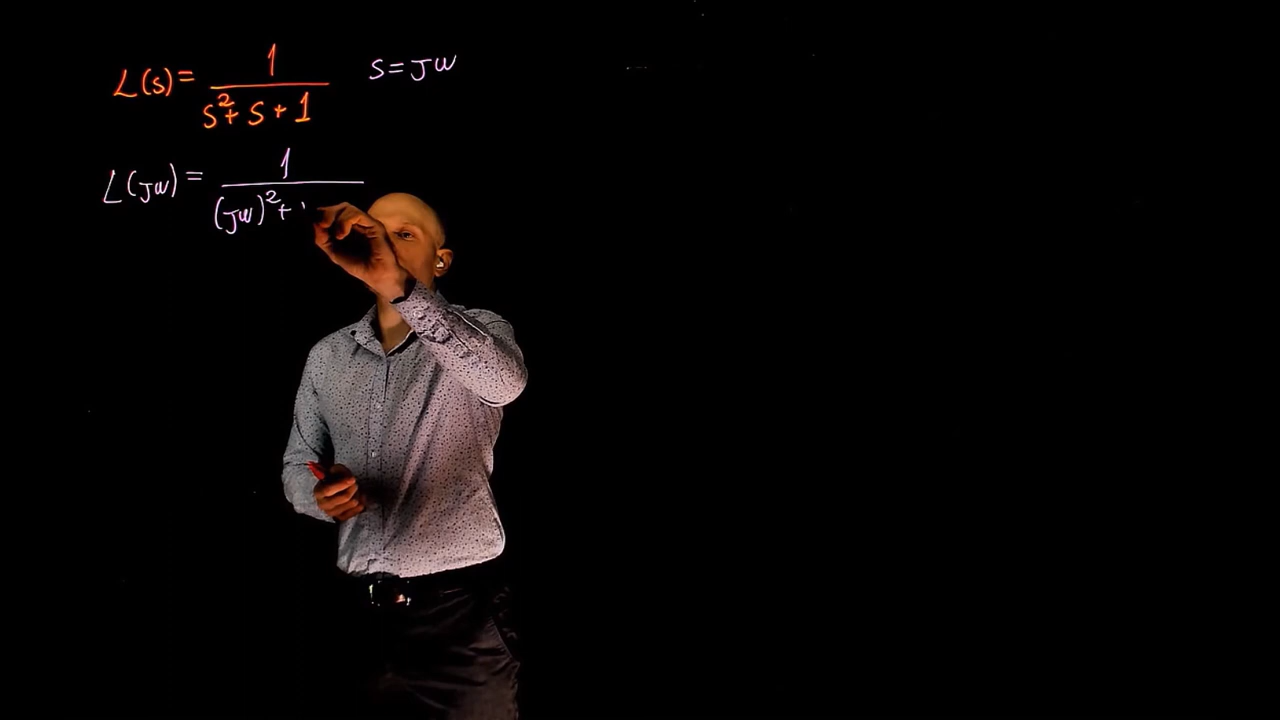 L(s) = 1 / (s² + s + 1)   s = jω
L(jω) = 1 / ((jω)² +